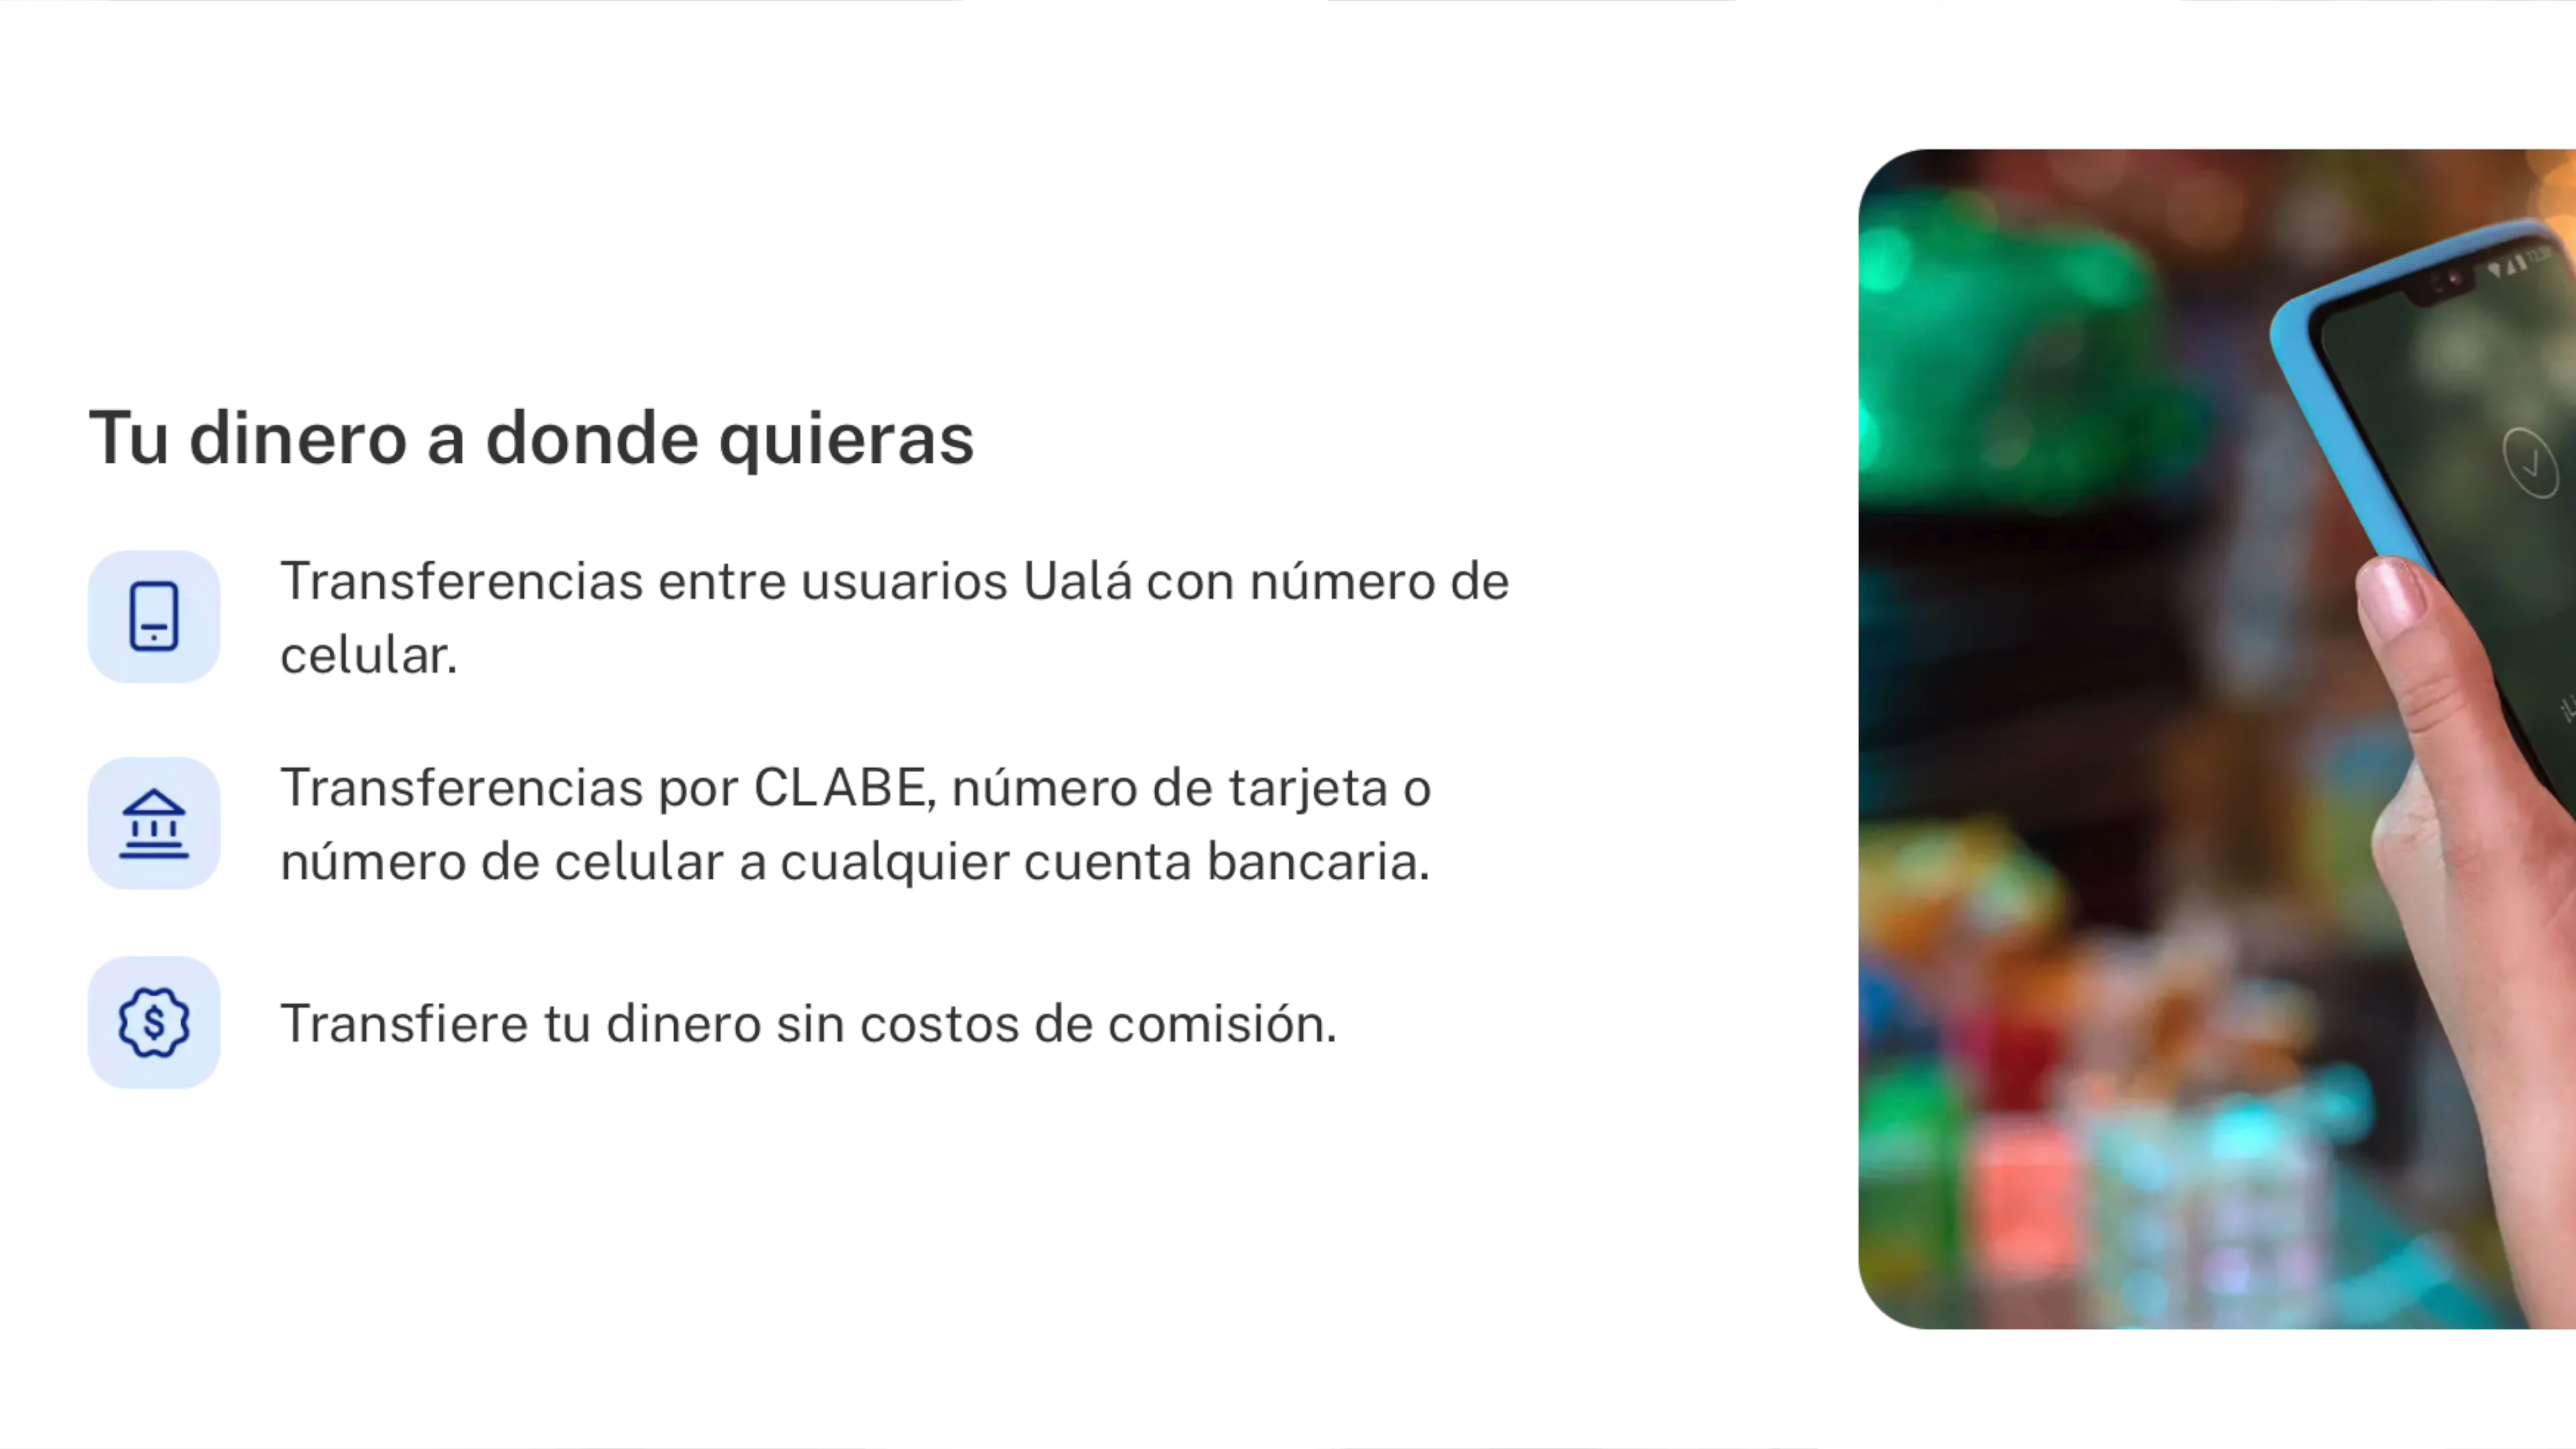 Tu dinero a donde quieras
Transferencias entre usuarios Ualá con número de
celular.
Transferencias por CLABE, número de tarjeta o
número de celular a cualquier cuenta bancaria.
Transfiere tu dinero sin costos de comisión.